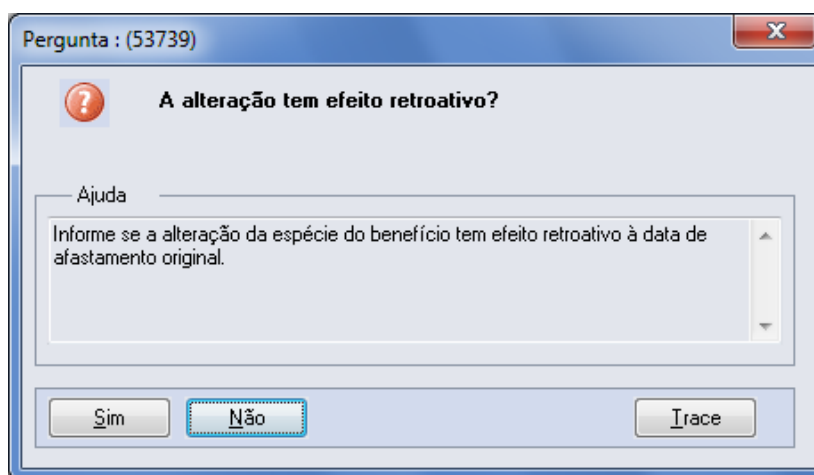 Pergunta : (53739)
A alteração tem efeito retroativo?
Ajuda
Informe se a alteração da espécie do benefício tem efeito retroativo à data de
afastamento original.
Sim Não Trace